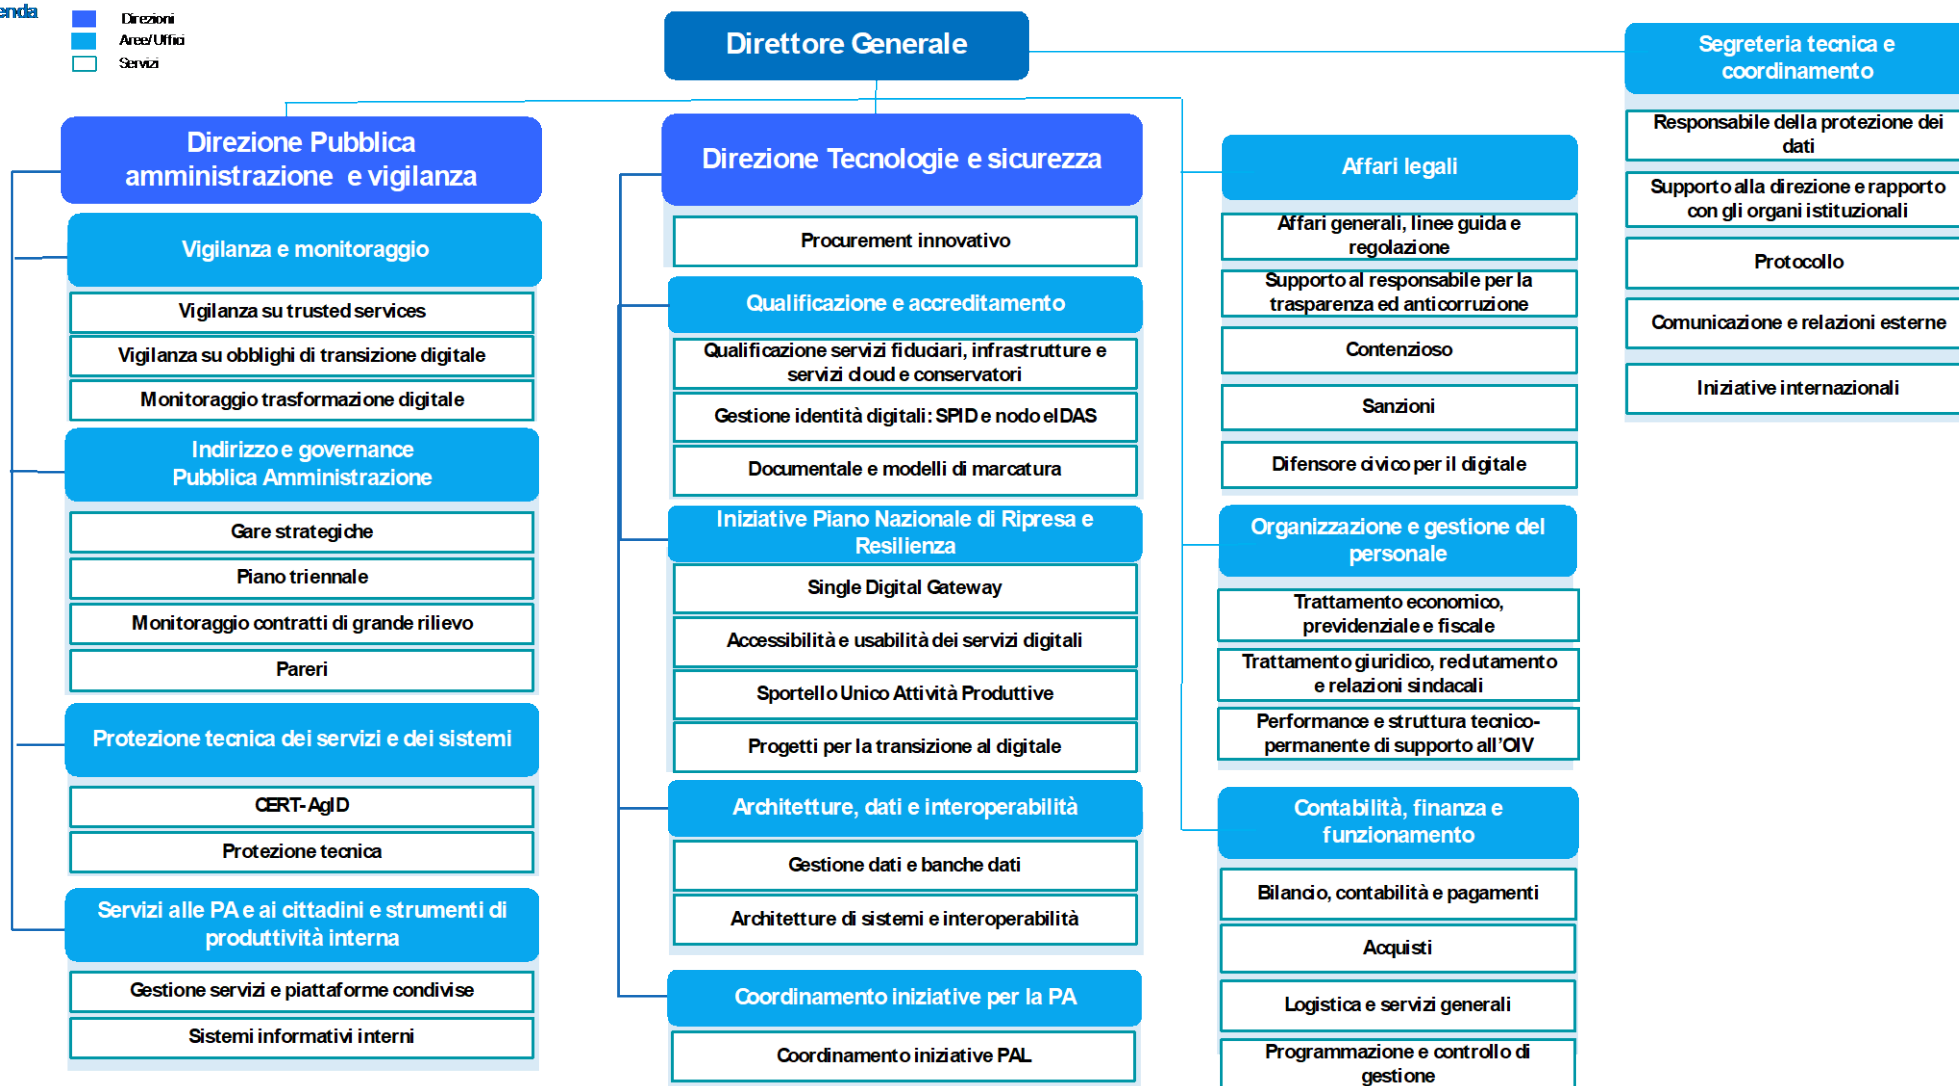 Direzioni
Aree/Uffici
Servizi
Direttore Generale
Segreteria tecnica e
coordinamento
Responsabile della protezione dei
dati
Supporto alla direzione e rapporto
con gli organi istituzionali
Protocollo
Comunicazione e relazioni esterne
Iniziative internazionali
Direzione Pubblica
amministrazione e vigilanza
Vigilanza e monitoraggio
Vigilanza su trusted services
Vigilanza su obblighi di transizione digitale
Monitoraggio trasformazione digitale
Indirizzo e governance
Pubblica Amministrazione
Gare strategiche
Piano triennale
Monitoraggio contratti di grande rilievo
Pareri
Protezione tecnica dei servizi e dei sistemi
CERT-AgID
Protezione tecnica
Servizi alle PA e ai cittadini e strumenti di
produttività interna
Gestione servizi e piattaforme condivise
Sistemi informativi interni
Direzione Tecnologie e sicurezza
Procurement innovativo
Qualificazione e accreditamento
Qualificazione servizi fiduciari, infrastrutture e
servizi cloud e conservatori
Gestione identità digitali: SPID e nodo eIDAS
Documentale e modelli di marcatura
Iniziative Piano Nazionale di Ripresa e
Resilienza
Single Digital Gateway
Accessibilità e usabilità dei servizi digitali
Sportello Unico Attività Produttive
Progetti per la transizione al digitale
Architetture, dati e interoperabilità
Gestione dati e banche dati
Architetture di sistemi e interoperabilità
Coordinamento iniziative per la PA
Coordinamento iniziative PAL
Affari legali
Affari generali, linee guida e
regolazione
Supporto al responsabile per la
trasparenza ed anticorruzione
Contenzioso
Sanzioni
Difensore civico per il digitale
Organizzazione e gestione del
personale
Trattamento economico,
previdenziale e fiscale
Trattamento giuridico, reclutamento
e relazioni sindacali
Performance e struttura tecnico-
permanente di supporto all'OIV
Contabilità, finanza e
funzionamento
Bilancio, contabilità e pagamenti
Acquisti
Logistica e servizi generali
Programmazione e controllo di
gestione